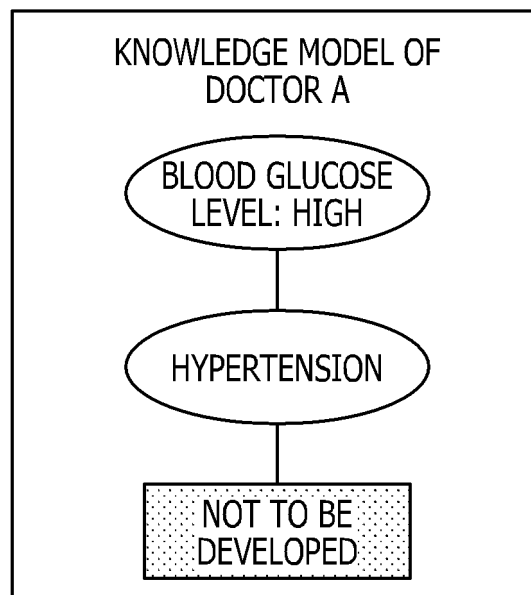 KNOWLEDGE MODEL OF
DOCTOR A
BLOOD GLUCOSE
LEVEL: HIGH
HYPERTENSION
NOT TO BE
DEVELOPED